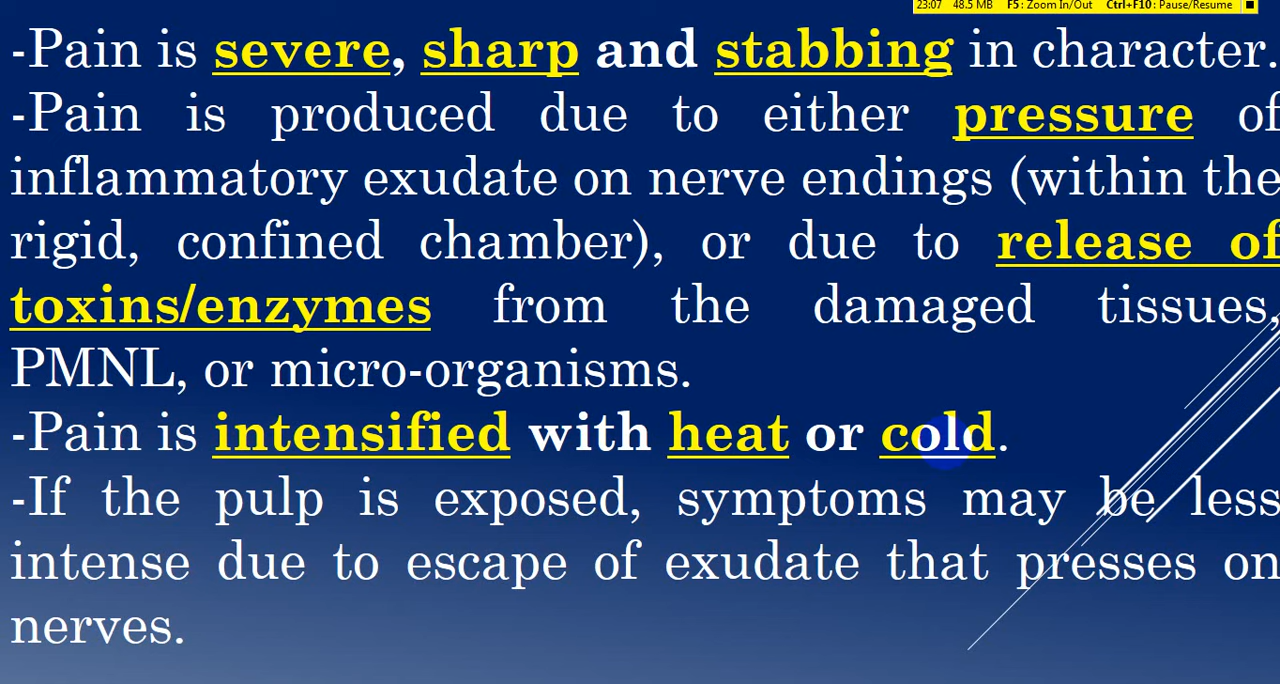 23:07 48.5 MB F5: Zoom In/Out Ctrl+F10: Pause/Resume
-Pain is severe, sharp and stabbing in character.
-Pain is produced due to either pressure of
inflammatory exudate on nerve endings (within the
rigid, confined chamber), or due to release of
toxins/enzymes from the damaged tissues,
PMNL, or micro-organisms.
-Pain is intensified with heat or cold.
-If the pulp is exposed, symptoms may be less
intense due to escape of exudate that presses on
nerves.